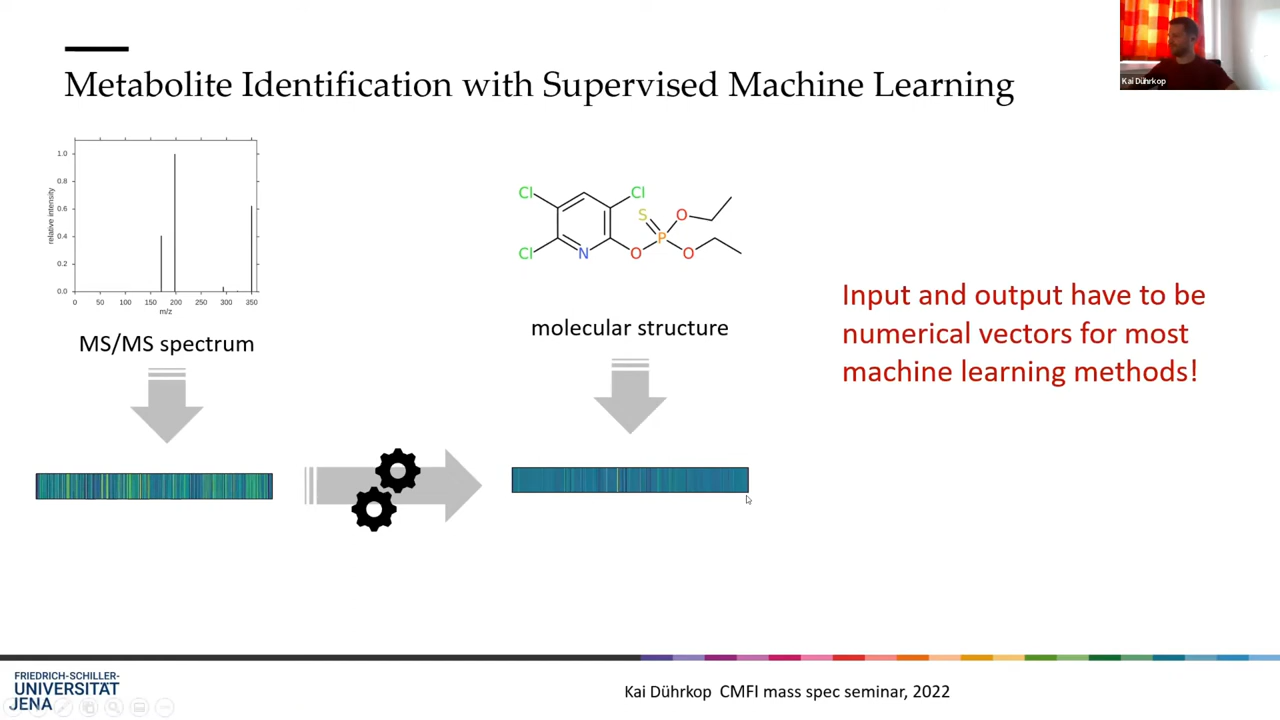 Kai Dührkop
Metabolite Identification with Supervised Machine Learning
1.0
0.8
0.6
0.4
0.2
0.0
relative intensity
0 50 100 150 200 250 300 350
m/z
MS/MS spectrum
Cl
Cl
Cl
N
O
S
P
O
O
molecular structure
Input and output have to be
numerical vectors for most
machine learning methods!
FRIEDRICH-SCHILLER-
UNIVERSITÄT
JENA
Kai Dührkop CMFI mass spec seminar, 2022